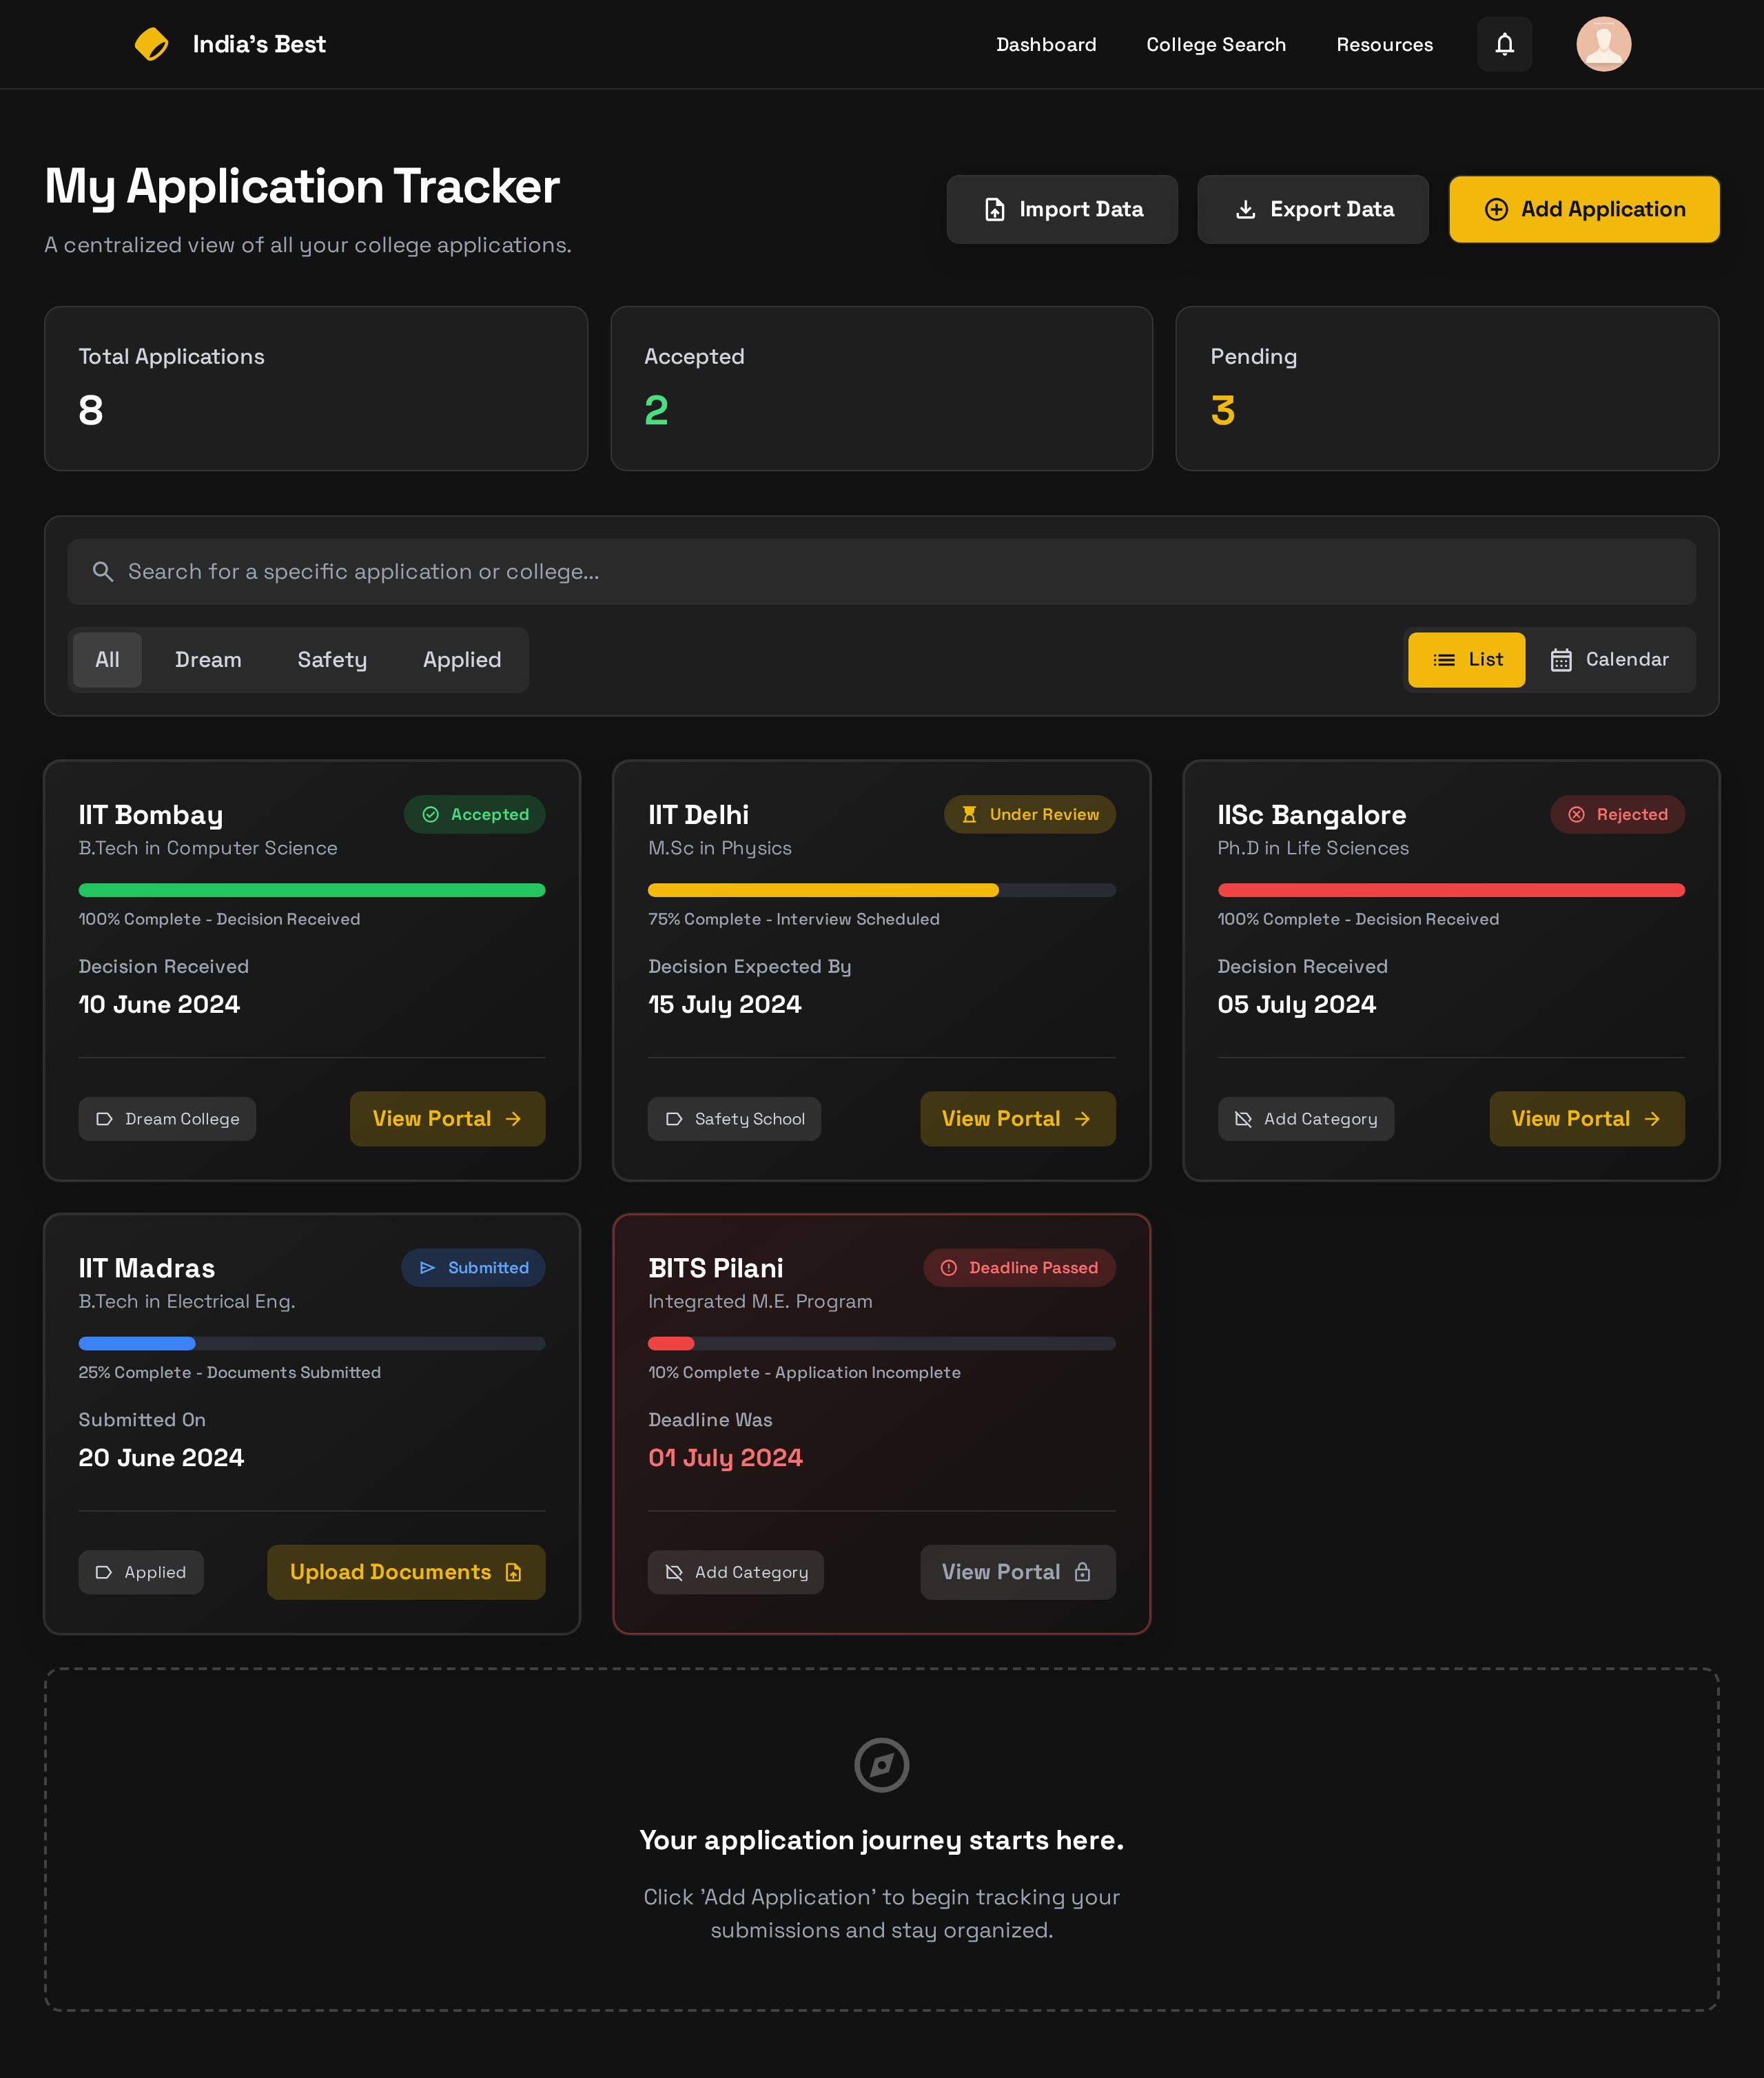 India's Best
Dashboard
College Search
Resources
My Application Tracker
A centralized view of all your college applications.
Import Data
Export Data
Add Application
Total Applications
8
Accepted
2
Pending
3
Search for a specific application or college...
All
Dream
Safety
Applied
List
Calendar
IIT Bombay
Accepted
B.Tech in Computer Science
100% Complete - Decision Received
Decision Received
10 June 2024
Dream College
View Portal
IIT Delhi
Under Review
M.Sc in Physics
75% Complete - Interview Scheduled
Decision Expected By
15 July 2024
Safety School
View Portal
IISc Bangalore
Rejected
Ph.D in Life Sciences
100% Complete - Decision Received
Decision Received
05 July 2024
Add Category
View Portal
IIT Madras
Submitted
B.Tech in Electrical Eng.
25% Complete - Documents Submitted
Submitted On
20 June 2024
Applied
Upload Documents
BITS Pilani
Deadline Passed
Integrated M.E. Program
10% Complete - Application Incomplete
Deadline Was
01 July 2024
Add Category
View Portal
Your application journey starts here.
Click 'Add Application' to begin tracking your
submissions and stay organized.